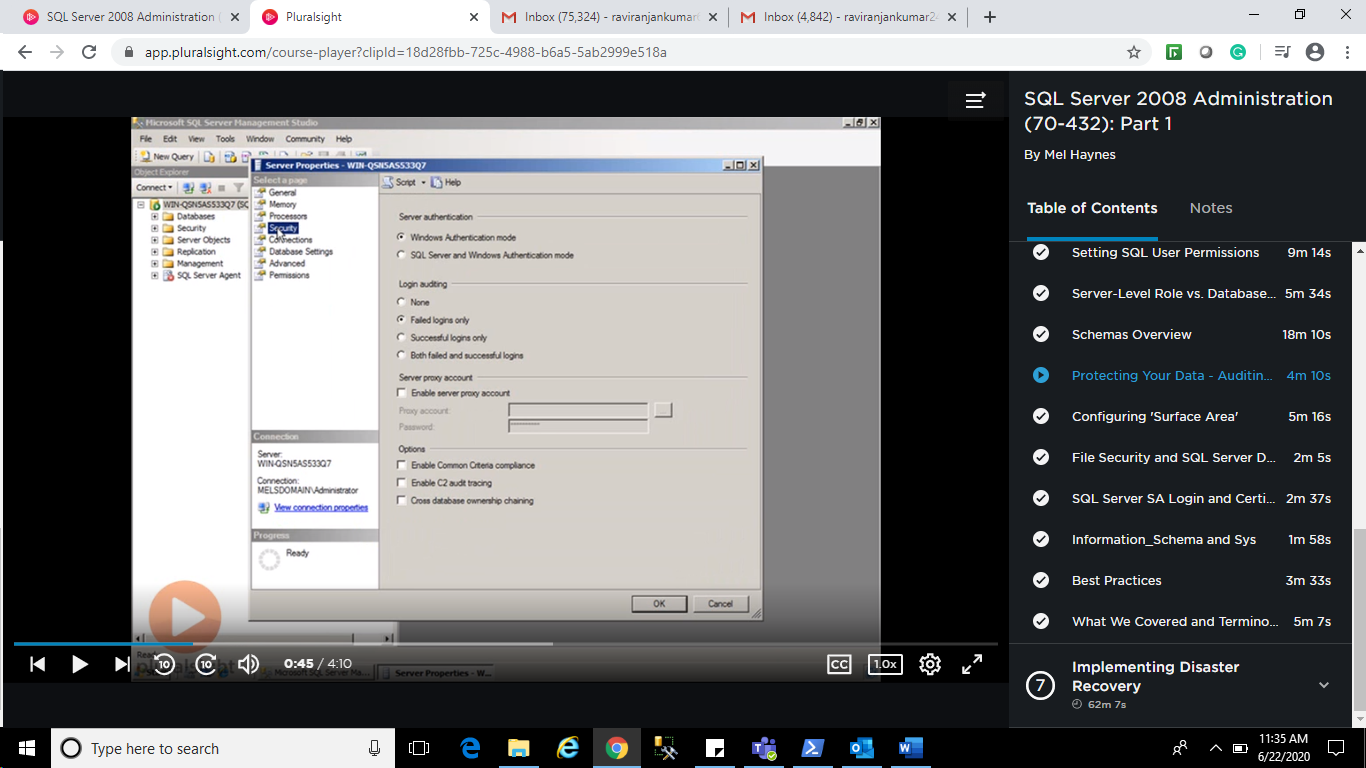 SQL Server 2008 Administration (
Pluralsight
Inbox (75,324) - raviranjankumar
Inbox (4,842) - raviranjankumar2
app.pluralsight.com/course-player?clipId=18d28fbb-725c-4988-b6a5-5ab2999e518a
Microsoft SQL Server Management Studio
File Edit View Tools Window Community Help
New Query
Object Explorer
Connect
WIN-QSN5AS533Q7 (SQ
Databases
Security
Server Objects
Replication
Management
SQL Server Agent
Server Properties - WIN-QSN5AS533Q7
Select a page
General
Memory
Processors
Security
Connections
Database Settings
Advanced
Permissions
Script Help
Server authentication
Windows Authentication mode
SQL Server and Windows Authentication mode
Login auditing
None
Failed logins only
Successful logins only
Both failed and successful logins
Server proxy account
Enable server proxy account
Proxy account:
Password:
Options
Enable Common Criteria compliance
Enable C2 audit tracing
Cross database ownership chaining
Connection
Server:
WIN-QSN5AS533Q7
Connection:
MELSDOMAIN\Administrator
View connection properties
Progress
Ready
OK Cancel
10 10
0:45 / 4:10
CC 1.0x
Microsoft SQL Server Ma...
Server Properties - W...
SQL Server 2008 Administration
(70-432): Part 1
By Mel Haynes
Table of Contents Notes
Setting SQL User Permissions 9m 14s
Server-Level Role vs. Database... 5m 34s
Schemas Overview 18m 10s
Protecting Your Data - Auditin... 4m 10s
Configuring 'Surface Area' 5m 16s
File Security and SQL Server D... 2m 5s
SQL Server SA Login and Certi... 2m 37s
Information_Schema and Sys 1m 58s
Best Practices 3m 33s
What We Covered and Termino... 5m 7s
7
Implementing Disaster
Recovery
62m 7s
Type here to search
11:35 AM
6/22/2020